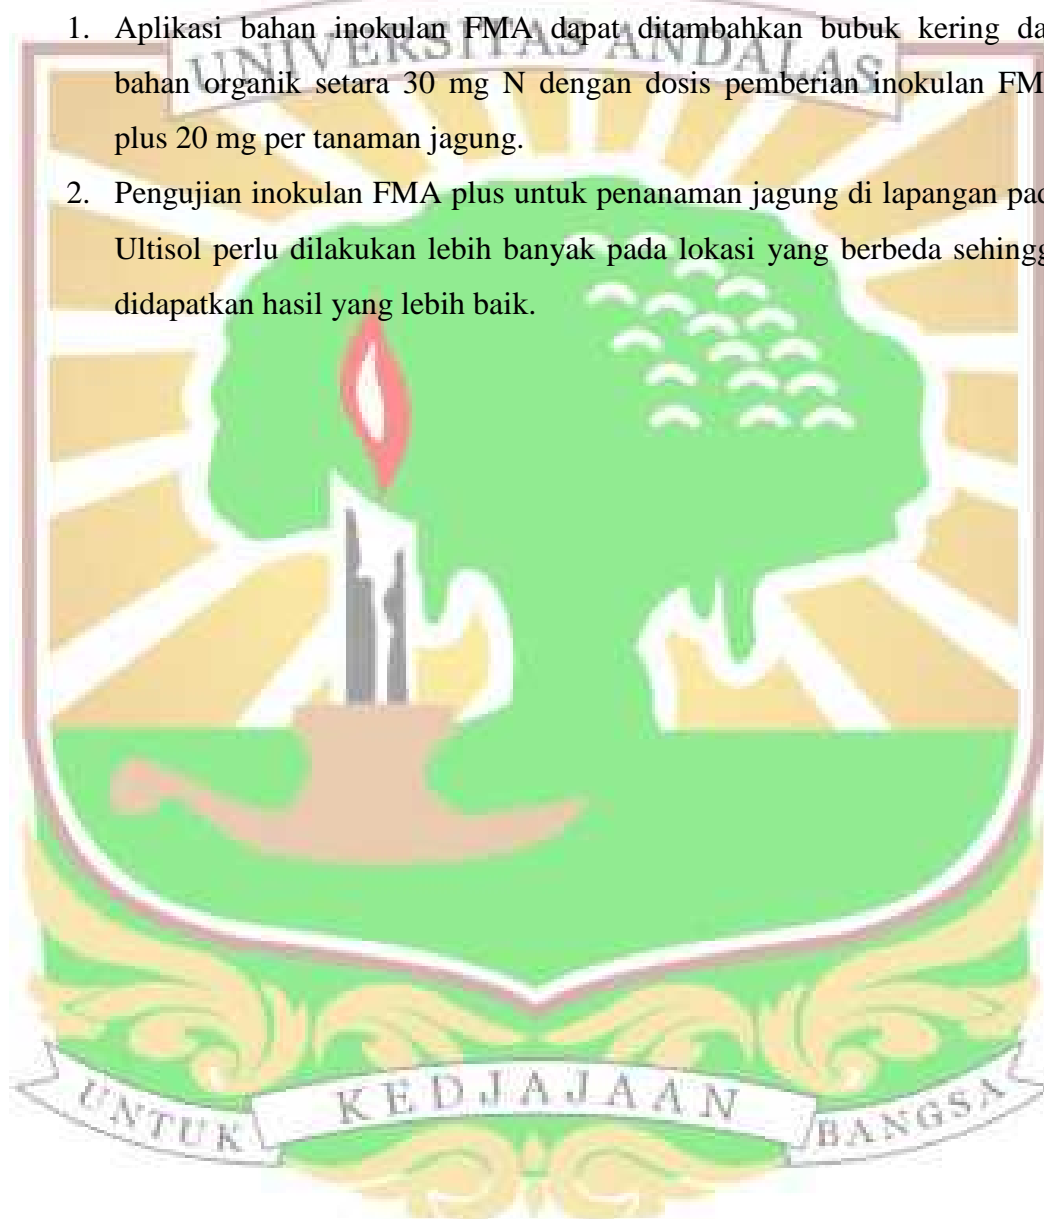 1. Aplikasi bahan inokulan FMA dapat ditambahkan bubuk kering da
UNIVERSITAS ANDALAS
bahan organik setara 30 mg N dengan dosis pemberian inokulan FM
plus 20 mg per tanaman jagung.
2. Pengujian inokulan FMA plus untuk penanaman jagung di lapangan pad
Ultisol perlu dilakukan lebih banyak pada lokasi yang berbeda sehingg
didapatkan hasil yang lebih baik.
UNTUK KEDJAJAAN BANGSA